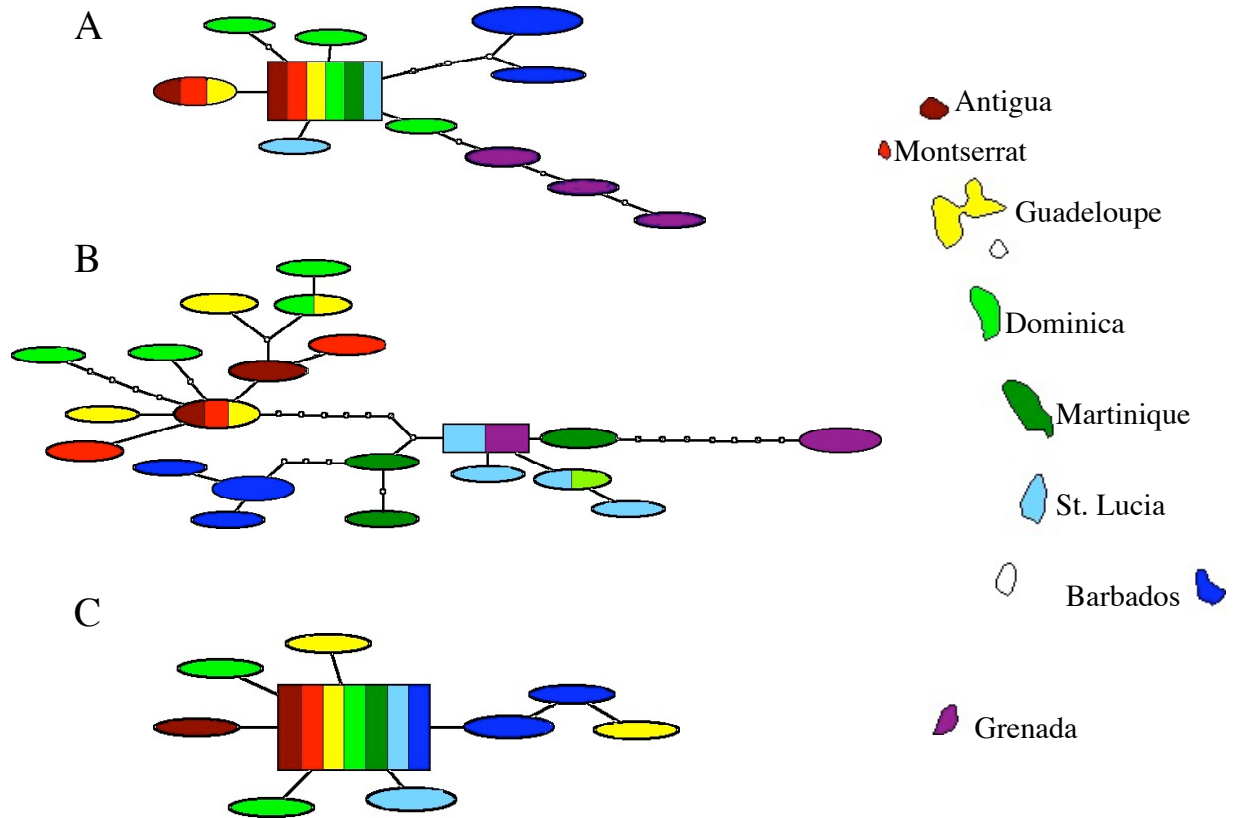 A
B
C
Antigua
Montserrat
Guadeloupe
Dominica
Martinique
St. Lucia
Barbados
Grenada